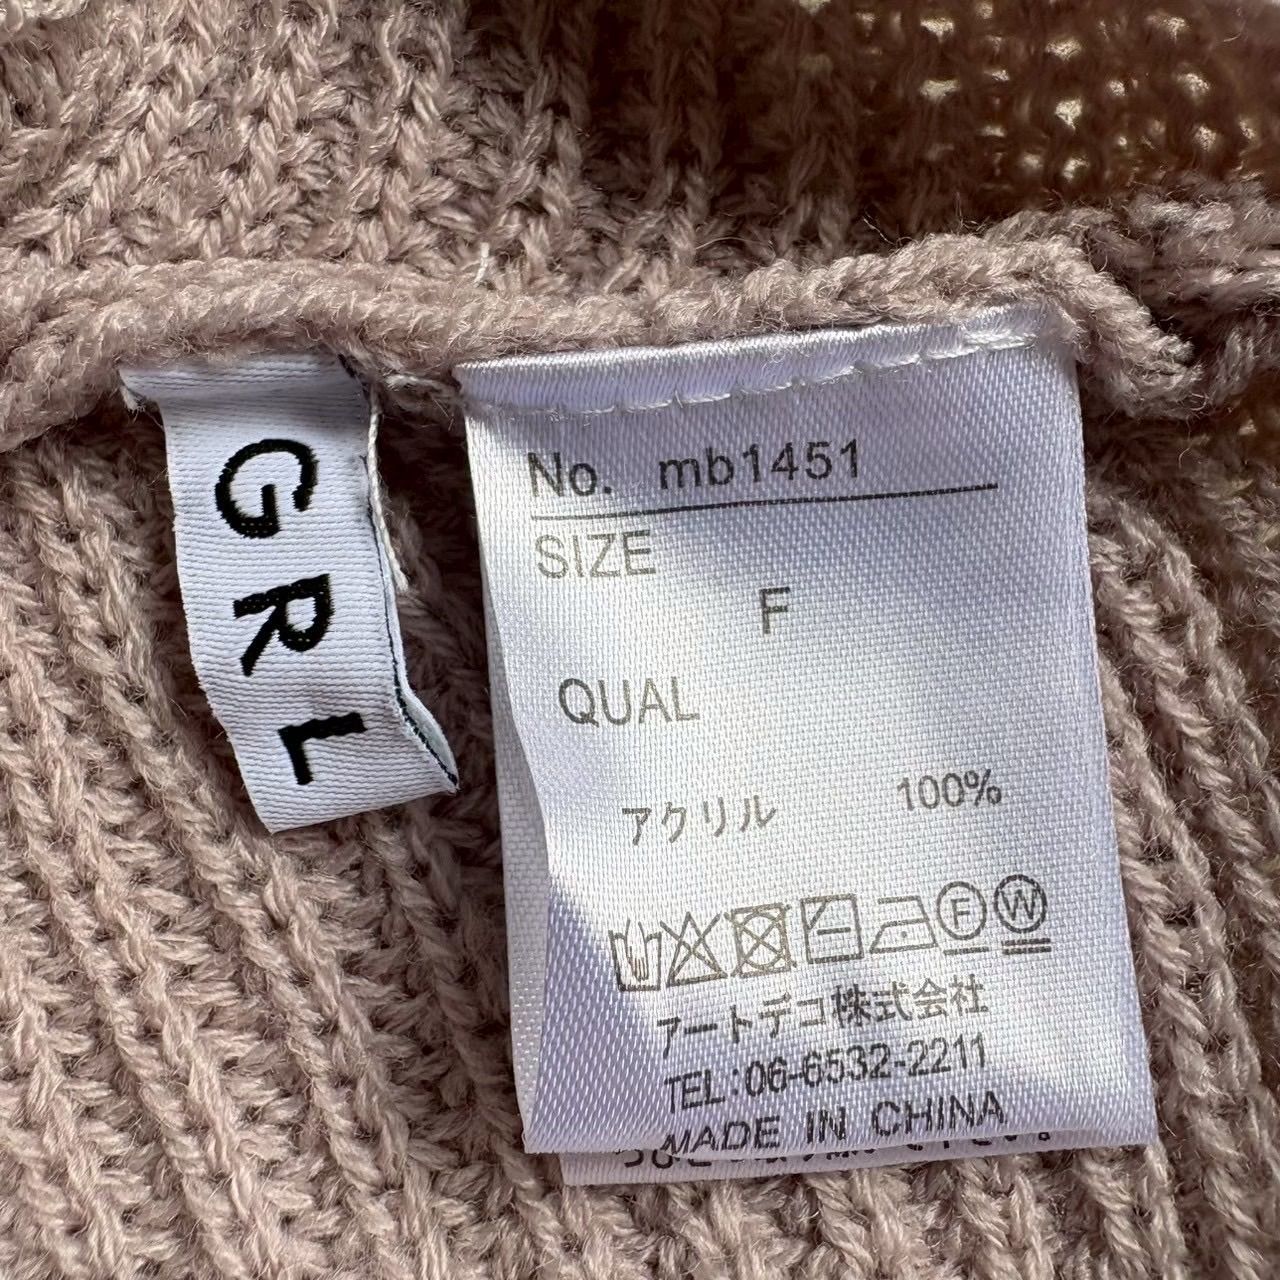 GRL
No. mb1451
SIZE
F
QUAL
アクリル 100%
F W
アートデコ株式会社
TEL:06-6532-2211
MADE IN CHINA